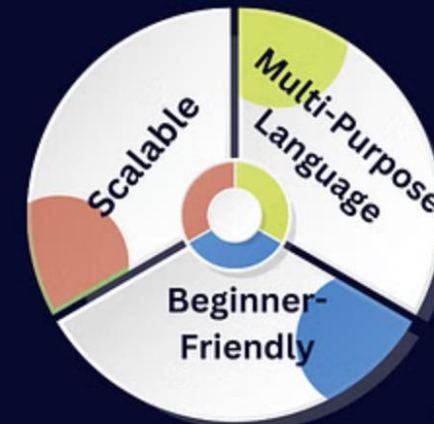 Scalable
Multi-Purpose
Language
Beginner-
Friendly